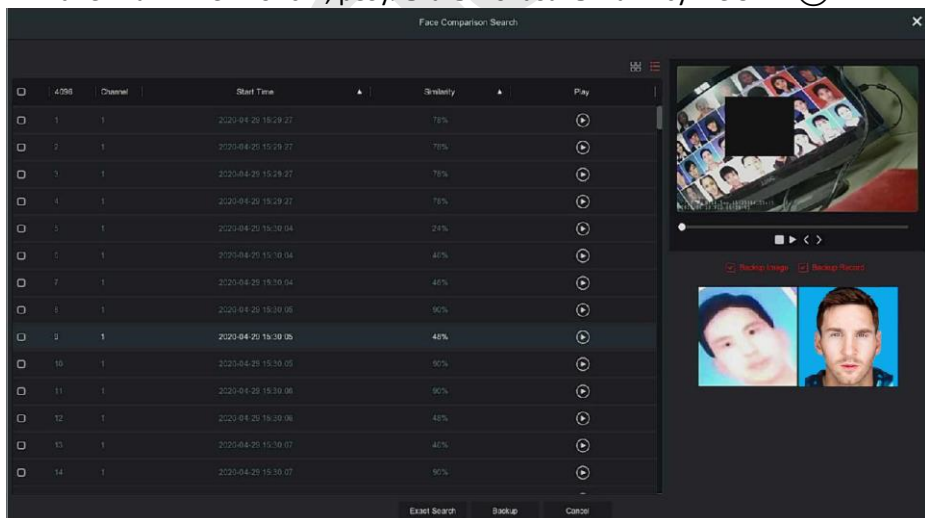 Face Comparison Search
4096 Channel Start Time Similarity Play
1 1 2020-04-29 15:29:27 78%
2 1 2020-04-29 15:29:27 78%
3 1 2020-04-29 15:29:27 78%
4 1 2020-04-29 15:29:27 78%
5 1 2020-04-29 15:30:04 24%
6 1 2020-04-29 15:30:04 48%
7 1 2020-04-29 15:30:04 48%
8 1 2020-04-29 15:30:05 90%
9 1 2020-04-29 15:30:05 48%
10 1 2020-04-29 15:30:05 90%
11 1 2020-04-29 15:30:06 90%
12 1 2020-04-29 15:30:06 48%
13 1 2020-04-29 15:30:07 48%
14 1 2020-04-29 15:30:07 90%
Backup Image Backup Record
Exact Search Backup Cancel